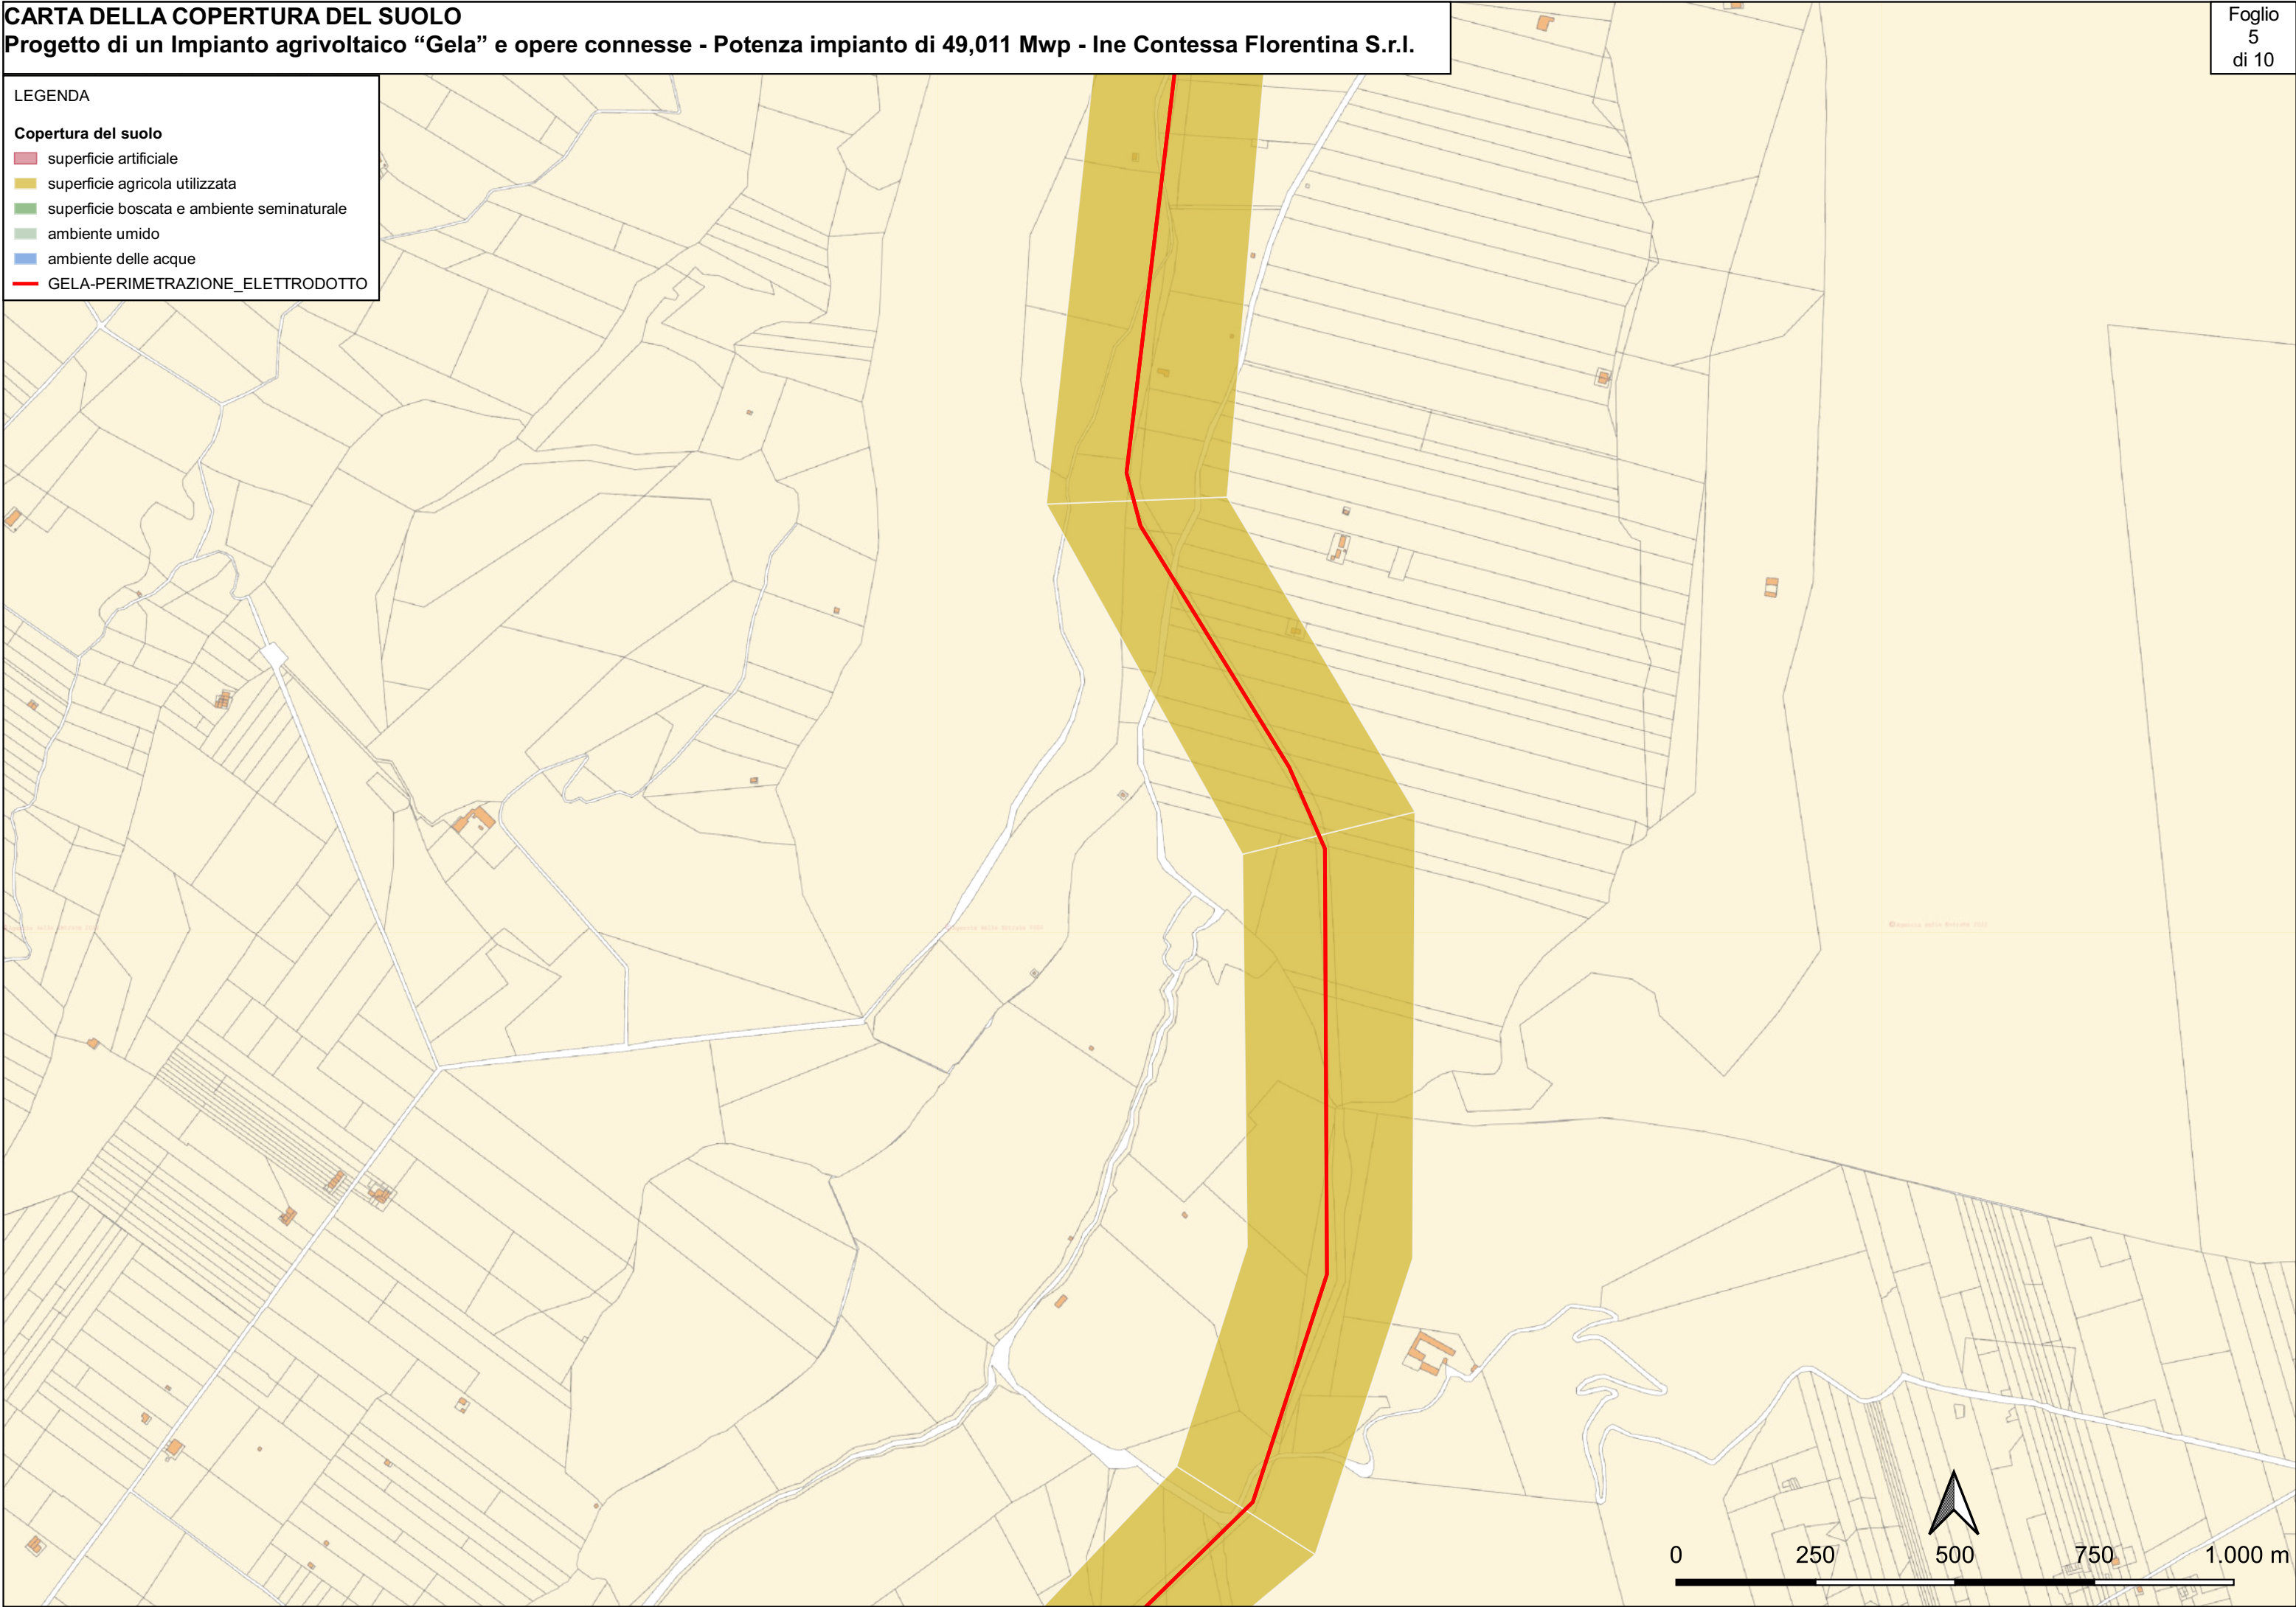 CARTA DELLA COPERTURA DEL SUOLO
Progetto di un Impianto agrivoltaico “Gela” e opere connesse - Potenza impianto di 49,011 Mwp - Ine Contessa Florentina S.r.l.
Foglio
5
di 10
LEGENDA
Copertura del suolo
superficie artificiale
superficie agricola utilizzata
superficie boscata e ambiente seminaturale
ambiente umido
ambiente delle acque
GELA-PERIMETRAZIONE_ELETTRODOTTO
0 250 500 750 1.000 m